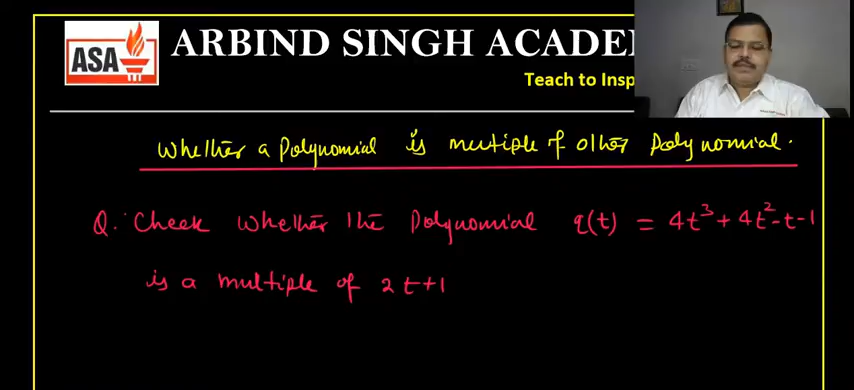 ASA
ARBIND SINGH ACADE
Teach to Insp
Whether a Polynomial is multiple of other Polynomial.
Q. Check whether the Polynomial q(t) = 4t³ + 4t² - t - 1
is a multiple of 2t+1